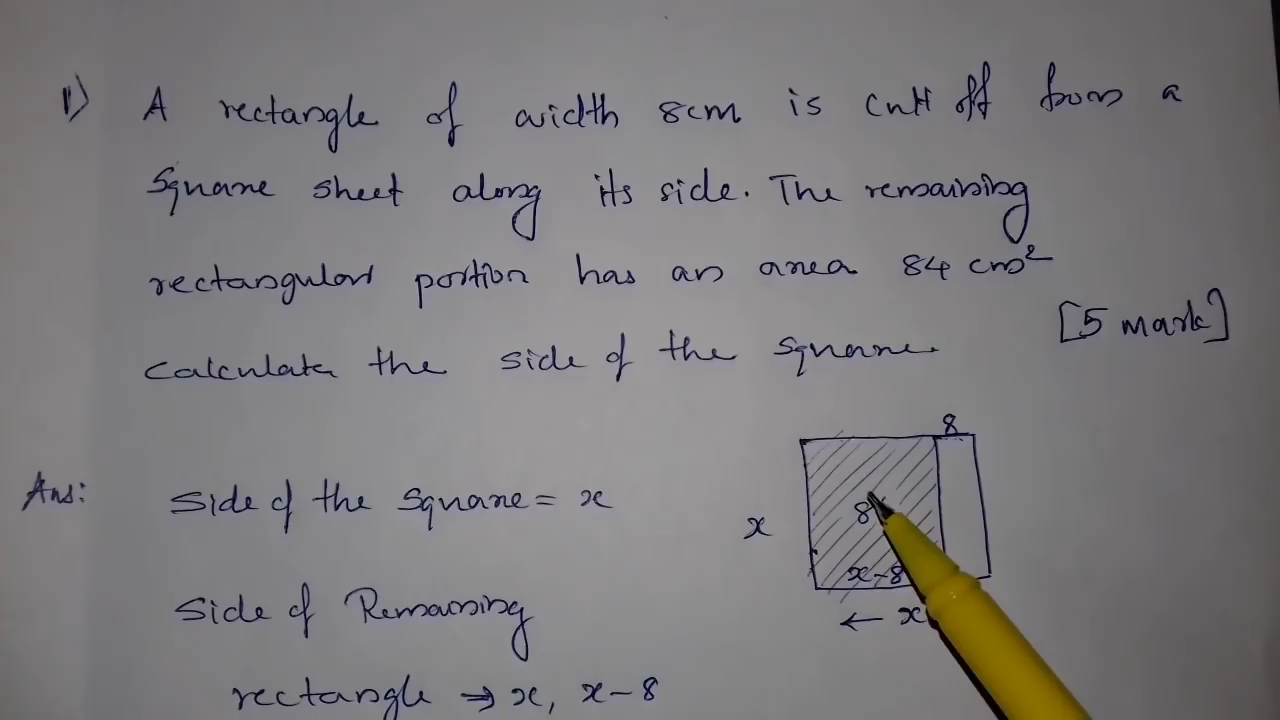 1) A rectangle of width 8cm is cutt off from a
Square sheet along its side. The remaining
rectangular portion has an area 84 cm²
[5 mark]
Calculate the side of the square.
8
Ans: Side of the Square = x
x
x-8
← x
Side of Remaining
rectangle ⇒ x, x-8